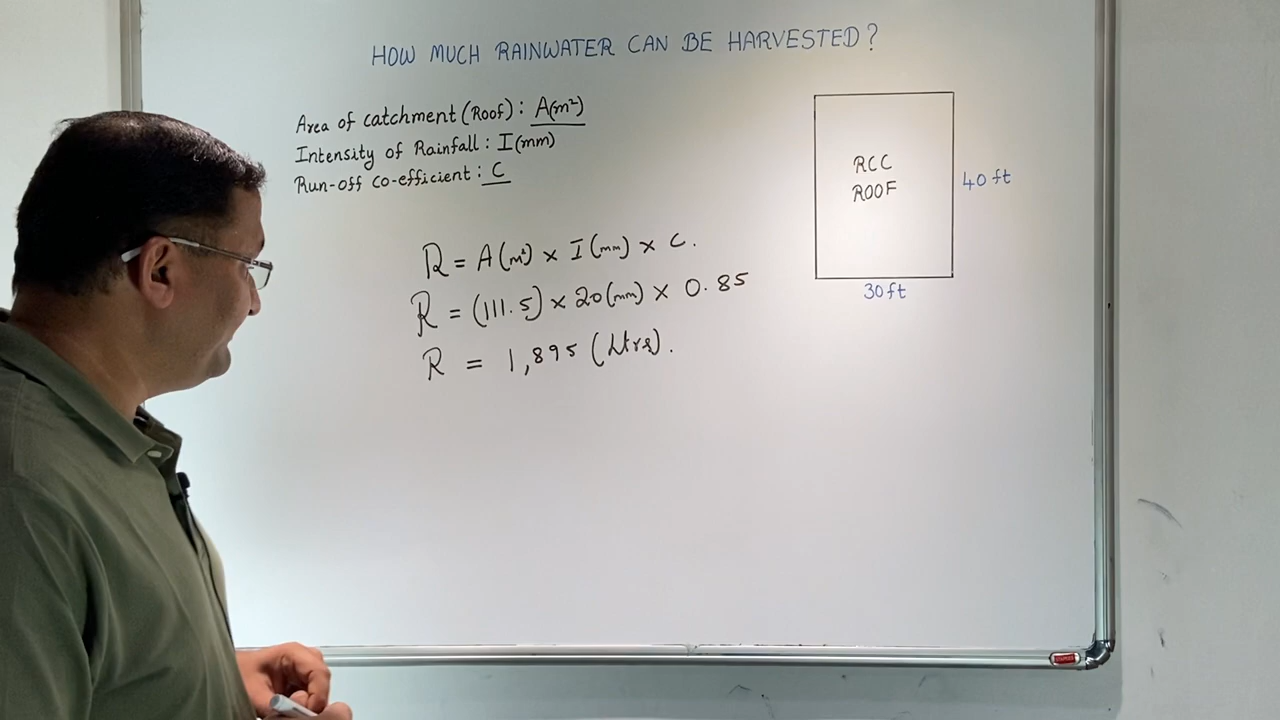 HOW MUCH RAINWATER CAN BE HARVESTED?
Area of catchment (Roof) : A(m²)
Intensity of Rainfall : I(mm)
Run-off co-efficient : C
R = A(m²) × I(mm) × C.
R = (111.5) × 20(mm) × 0.85
R = 1,895 (Ltrs).
RCC
ROOF
40 ft
30 ft